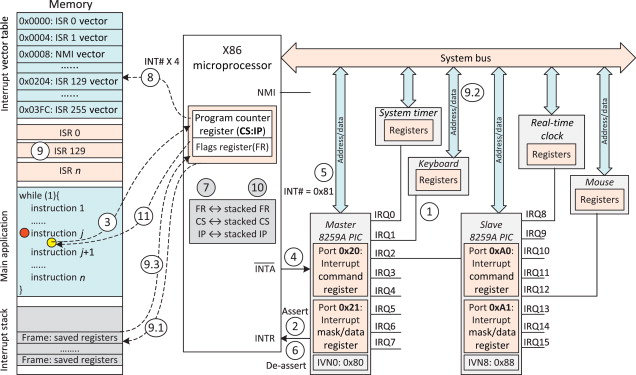 Memory
Interrupt vector table
0x0000: ISR 0 vector
0x0004: ISR 1 vector
0x0008: NMI vector
......
0x0204: ISR 129 vector
......
0x03FC: ISR 255 vector
ISR 0
9
ISR 129
ISR n
Main application
while (1){
instruction 1
......
instruction j
instruction j+1
......
instruction n
}
Interrupt stack
Frame: saved registers
........
Frame: saved registers
INT# X 4
8
3
11
9.3
9.1
X86
microprocessor
NMI
Program counter
register (CS:IP)
Flags register(FR)
7
10
FR ↔ stacked FR
CS ↔ stacked CS
IP ↔ stacked IP
INTA
INTR
4
Assert
2
6
De-assert
System bus
5
INT# = 0x81
Address/data
System timer
Registers
9.2
Address/data
Keyboard
Registers
1
Address/data
Real-time
clock
Registers
Mouse
Registers
Master
8259A PIC
Port 0x20:
Interrupt
command
register
Port 0x21:
Interrupt
mask/data
register
IVN0: 0x80
IRQ0
IRQ1
IRQ2
IRQ3
IRQ4
IRQ5
IRQ6
IRQ7
Slave
8259A PIC
Port 0xA0:
Interrupt
command
register
Port 0xA1:
Interrupt
mask/data
register
IVN8: 0x88
IRQ8
IRQ9
IRQ10
IRQ11
IRQ12
IRQ13
IRQ14
IRQ15